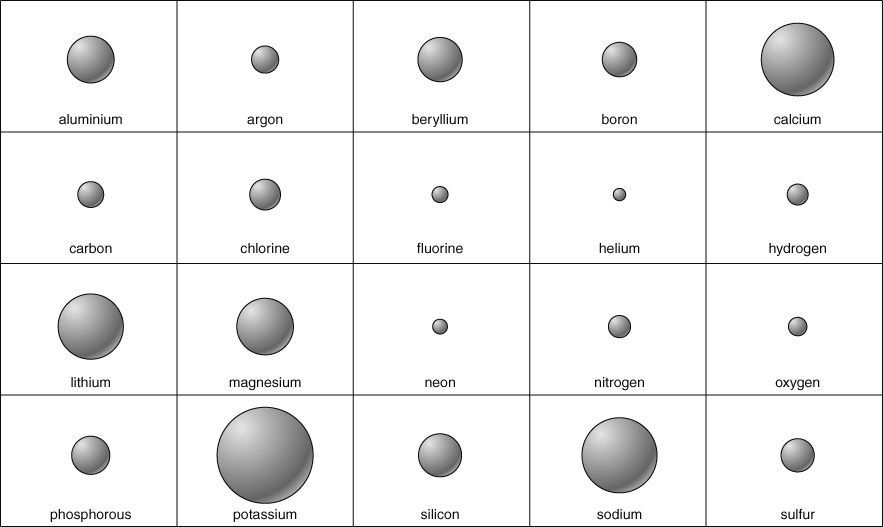 aluminium
argon
beryllium
boron
calcium
carbon
chlorine
fluorine
helium
hydrogen
lithium
magnesium
neon
nitrogen
oxygen
phosphorous
potassium
silicon
sodium
sulfur